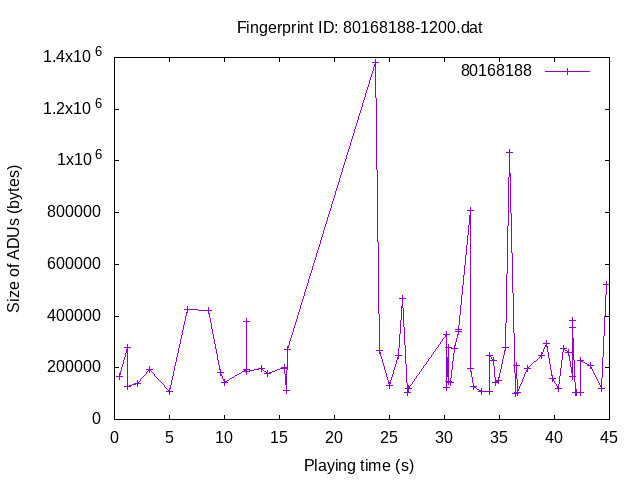 Fingerprint ID: 80168188-1200.dat
80168188
1.4x10^6
1.2x10^6
1x10^6
800000
600000
400000
200000
0
Size of ADUs (bytes)
0 5 10 15 20 25 30 35 40 45
Playing time (s)